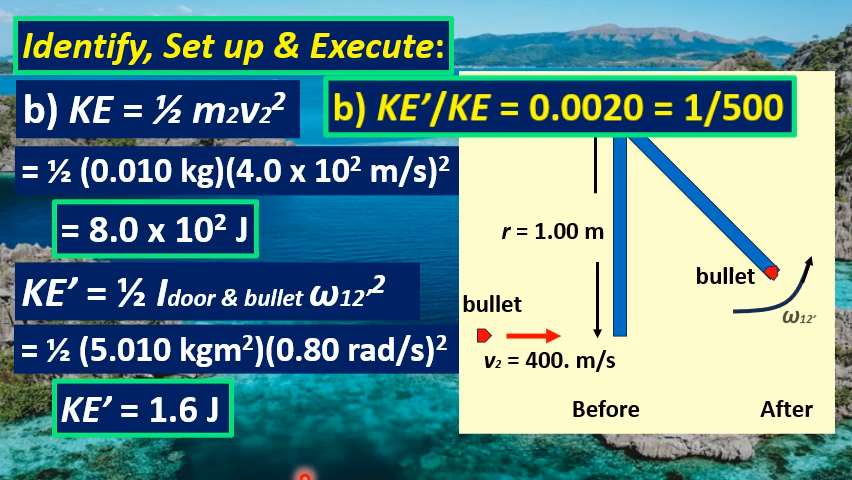 Identify, Set up & Execute:
b) KE = ½ m₂v₂²
b) KE’/KE = 0.0020 = 1/500
= ½ (0.010 kg)(4.0 x 10² m/s)²
= 8.0 x 10² J
KE’ = ½ I door & bullet ω₁₂’²
= ½ (5.010 kgm²)(0.80 rad/s)²
KE’ = 1.6 J
r = 1.00 m
bullet
bullet
ω₁₂’
v₂ = 400. m/s
Before
After